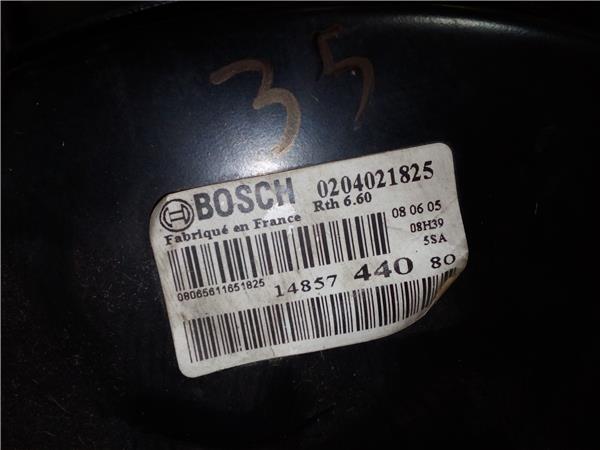 35
BOSCH 0204021825
Fabriqué en France Rth 6.60
08 06 05
08H39
5SA
08065611651825
14857 440 80